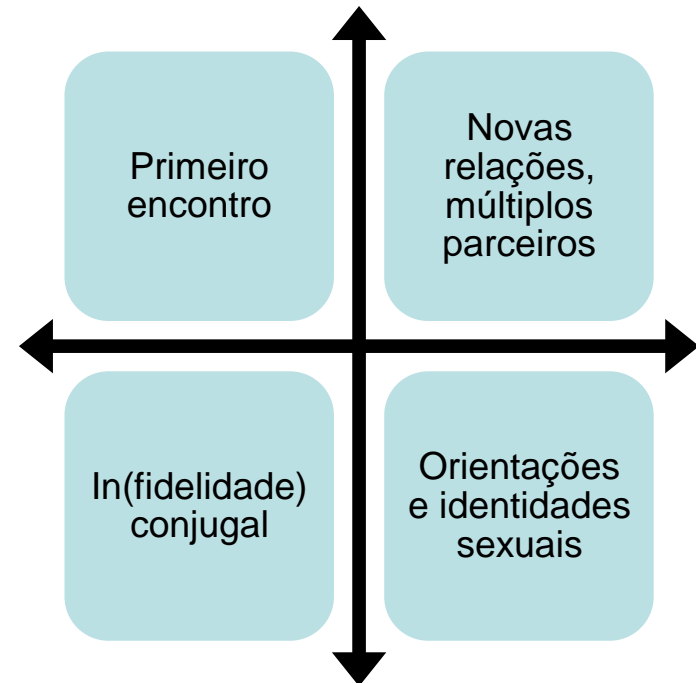 Primeiro
encontro
Novas
relações,
múltiplos
parceiros
In(fidelidade)
conjugal
Orientações
e identidades
sexuais